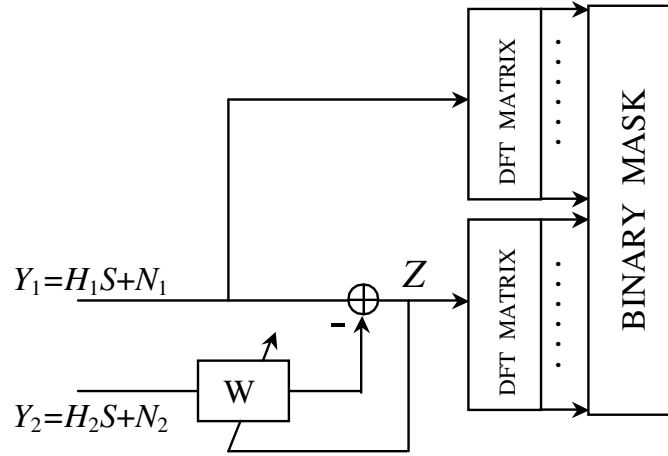 DFT MATRIX
BINARY MASK
Y₁=H₁S+N₁
Z
DFT MATRIX
-
W
Y₂=H₂S+N₂